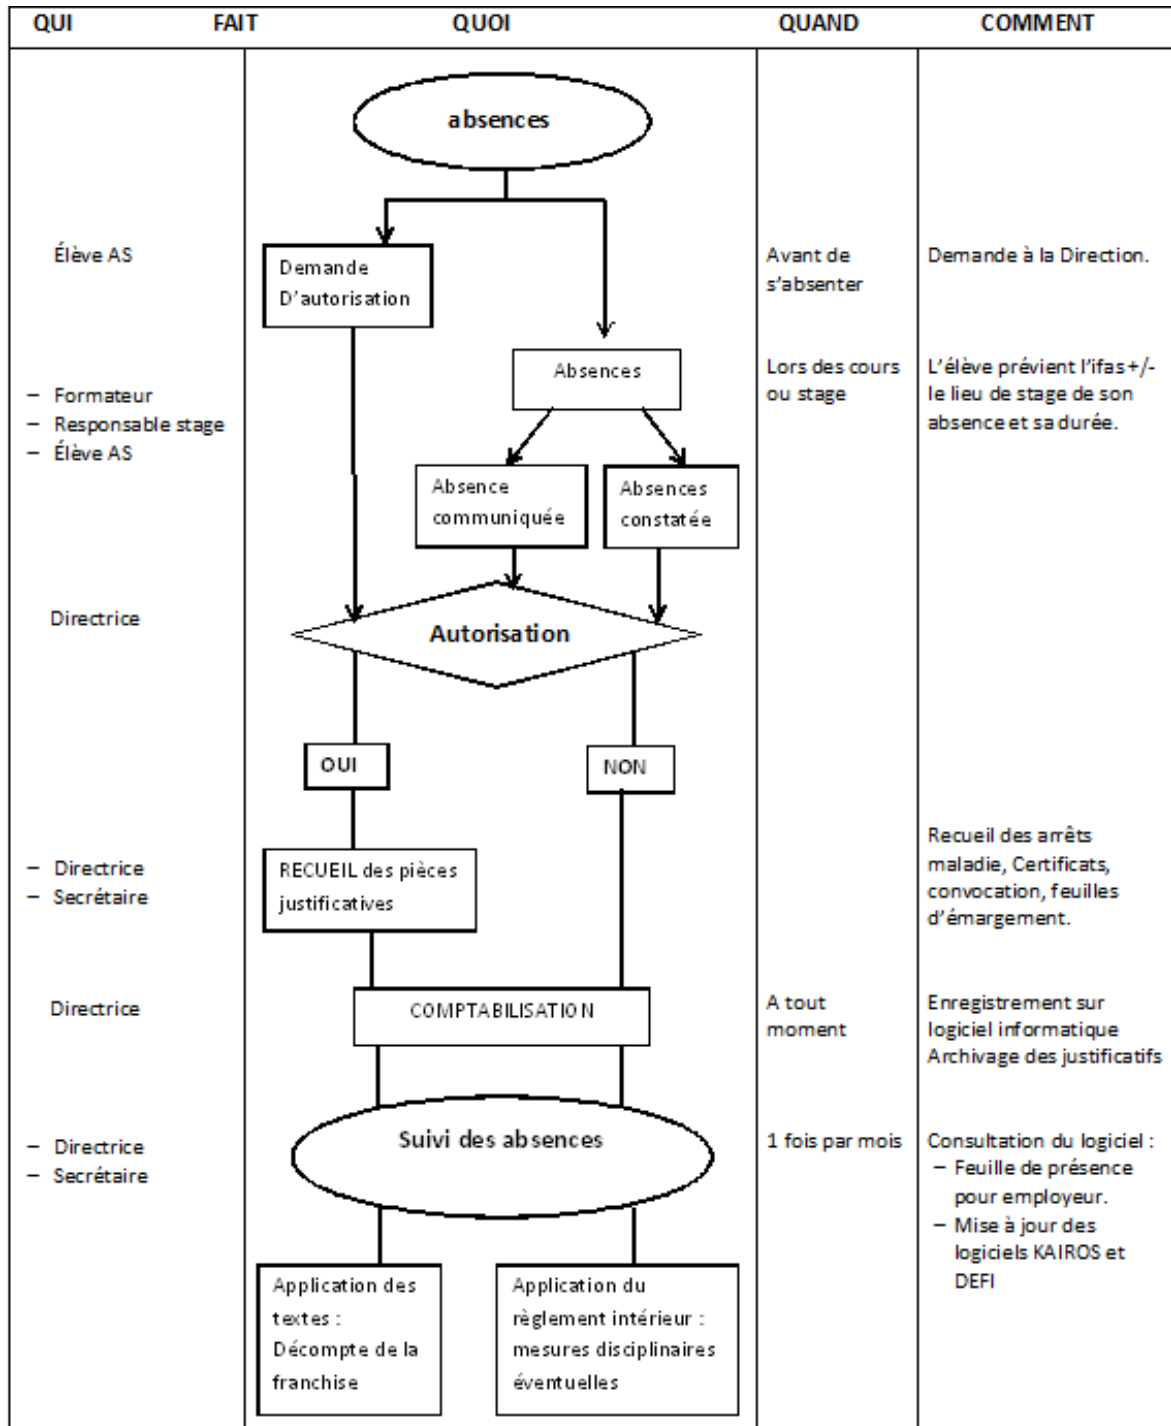 QUI FAIT QUOI QUAND COMMENT
absences
Élève AS
Demande
D'autorisation
Avant de
s'absenter
Demande à la Direction.
– Formateur
– Responsable stage
– Élève AS
Absences
Lors des cours
ou stage
L'élève prévient l'ifas +/-
le lieu de stage de son
absence et sa durée.
Absence
communiquée
Absences
constatée
Directrice
Autorisation
OUI
NON
– Directrice
– Secrétaire
RECUEIL des pièces
justificatives
Recueil des arrêts
maladie, Certificats,
convocation, feuilles
d'émargement.
Directrice
COMPTABILISATION
A tout
moment
Enregistrement sur
logiciel informatique
Archivage des justificatifs
– Directrice
– Secrétaire
Suivi des absences
1 fois par mois
Consultation du logiciel :
– Feuille de présence
pour employeur.
– Mise à jour des
logiciels KAIROS et
DEFI
Application des
textes :
Décompte de la
franchise
Application du
règlement intérieur :
mesures disciplinaires
éventuelles